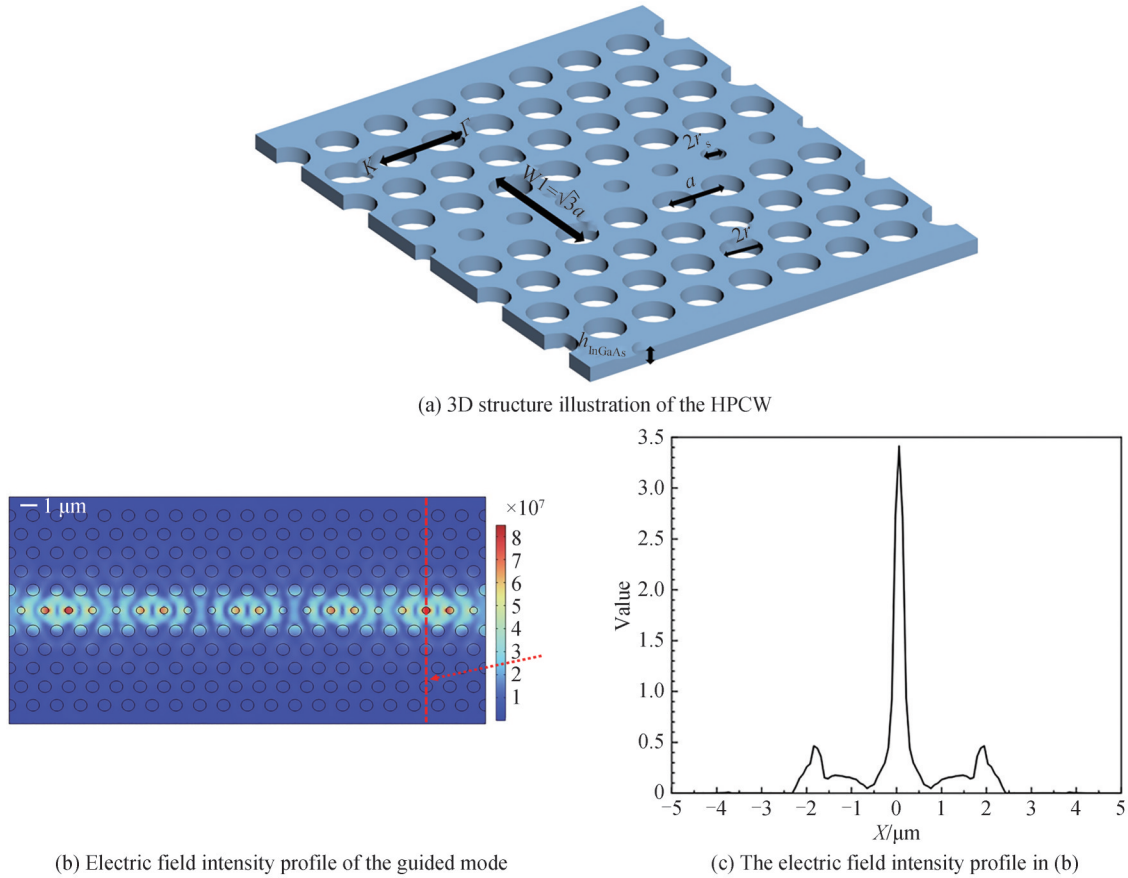 K
Γ
2r_s
W1=√3a
a
2r
h_InGaAs
(a) 3D structure illustration of the HPCW
1 μm
×10⁷
8
7
6
5
4
3
2
1
(b) Electric field intensity profile of the guided mode
3.5
3.0
2.5
2.0
1.5
1.0
0.5
0
Value
−5 −4 −3 −2 −1 0 1 2 3 4 5
X/μm
(c) The electric field intensity profile in (b)